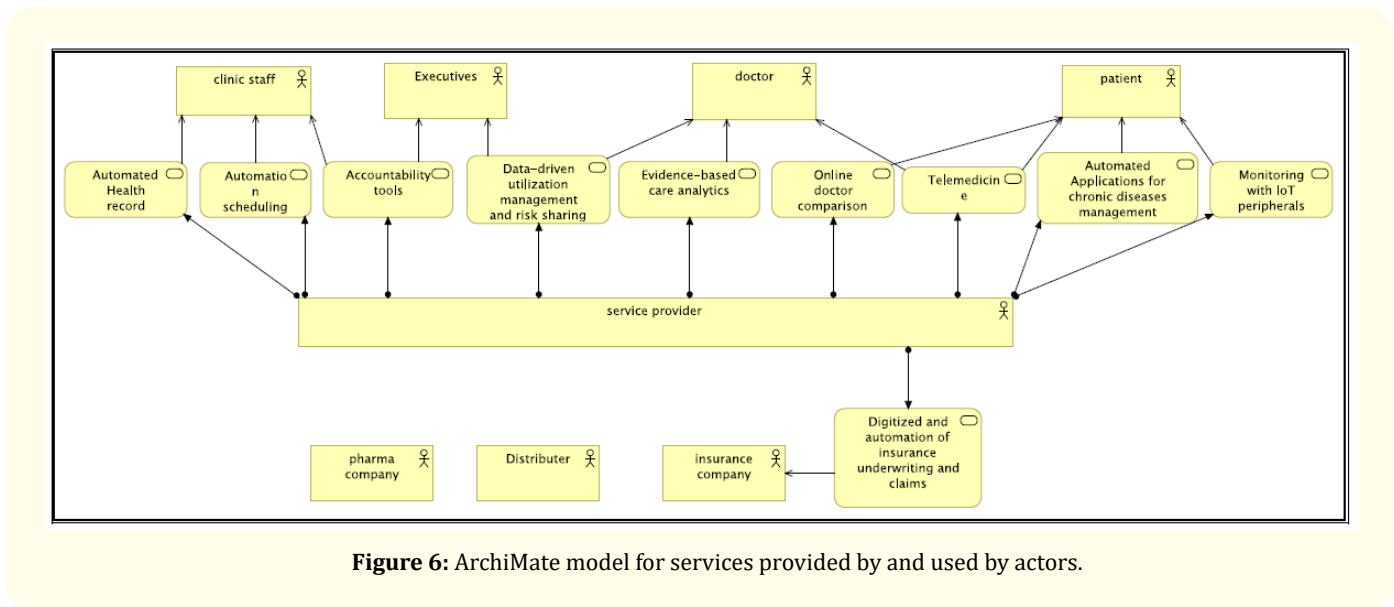 clinic staff
Executives
doctor
patient
Automated
Health
record
Automatio
n
scheduling
Accountability
tools
Data-driven
utilization
management
and risk sharing
Evidence-based
care analytics
Online
doctor
comparison
Telemedicin
e
Automated
Applications for
chronic diseases
management
Monitoring
with IoT
peripherals
service provider
Digitized and
automation of
insurance
underwriting and
claims
pharma
company
Distributer
insurance
company
Figure 6: ArchiMate model for services provided by and used by actors.